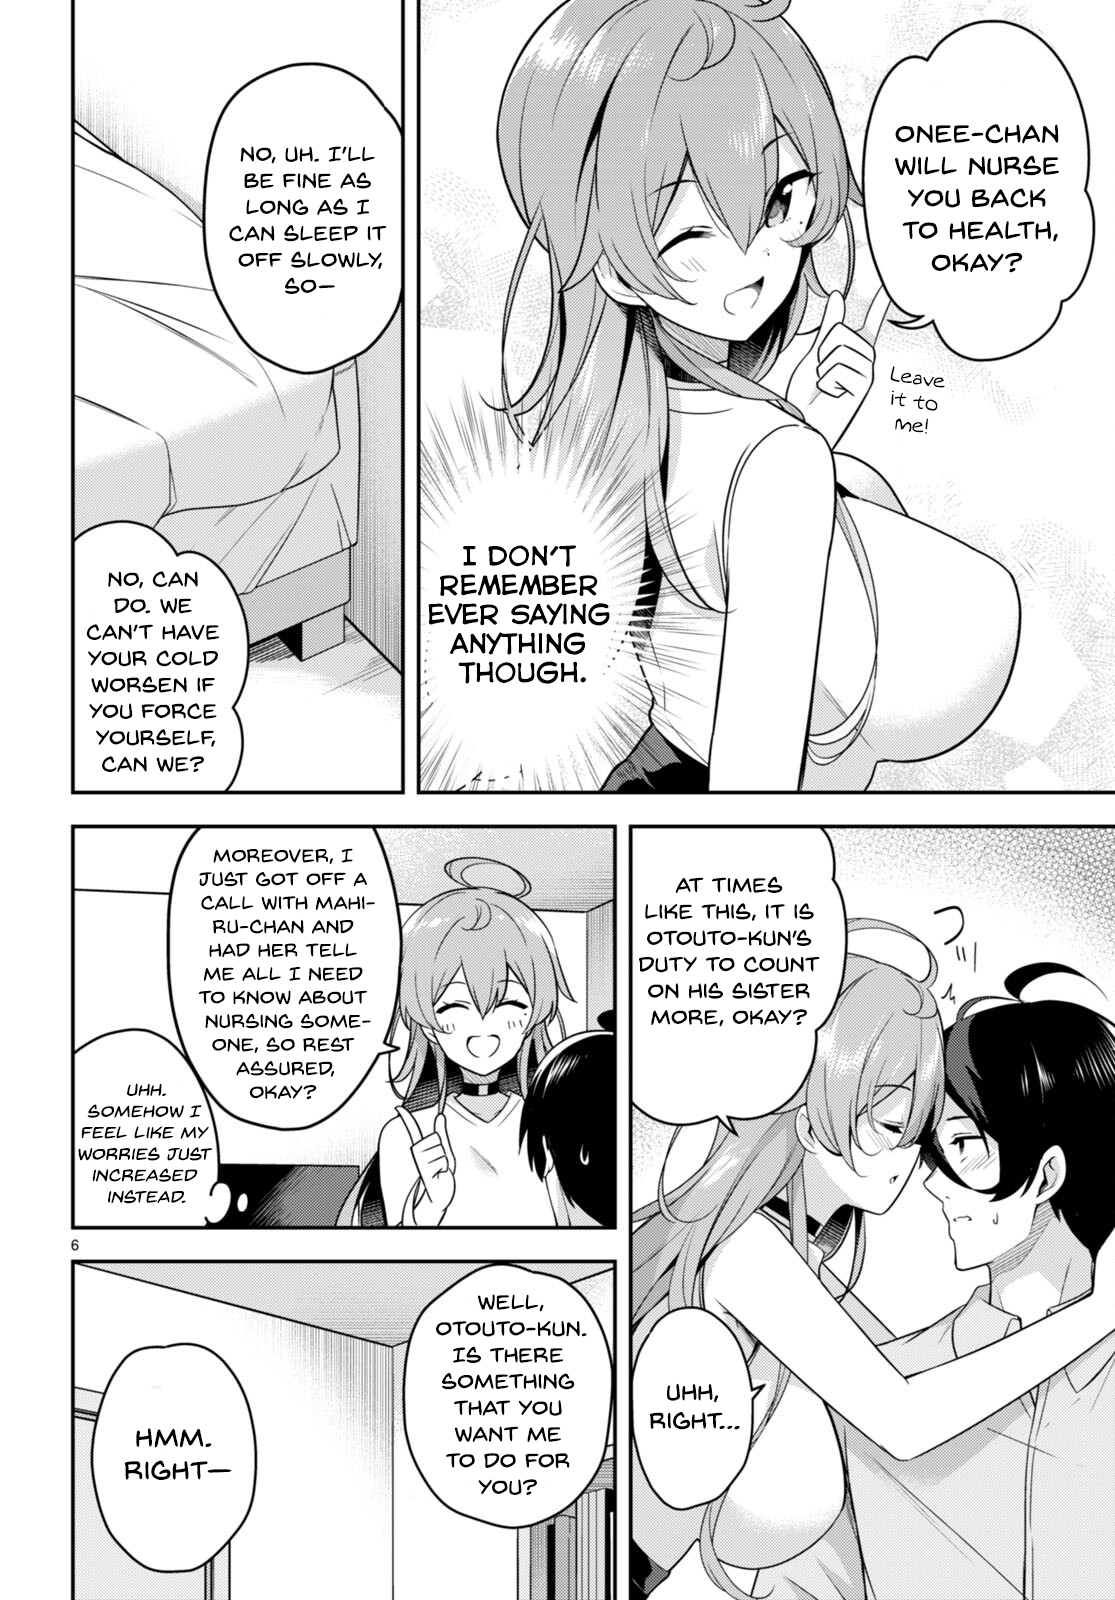 ONEE-CHAN
WILL NURSE
YOU BACK
TO HEALTH,
OKAY?
Leave
it to
me!
I DON'T
REMEMBER
EVER SAYING
ANYTHING
THOUGH.
NO, UH. I'LL
BE FINE AS
LONG AS I
CAN SLEEP IT
OFF SLOWLY,
SO—
NO, CAN
DO. WE
CAN'T HAVE
YOUR COLD
WORSEN IF
YOU FORCE
YOURSELF,
CAN WE?
AT TIMES
LIKE THIS, IT IS
OTOUTO-KUN'S
DUTY TO COUNT
ON HIS SISTER
MORE, OKAY?
UHH,
RIGHT...
MOREOVER, I
JUST GOT OFF A
CALL WITH MAHI-
RU-CHAN AND
HAD HER TELL
ME ALL I NEED
TO KNOW ABOUT
NURSING SOME-
ONE, SO REST
ASSURED,
OKAY?
UHH.
SOMEHOW I
FEEL LIKE MY
WORRIES JUST
INCREASED
INSTEAD.
6
WELL,
OTOUTO-KUN.
IS THERE
SOMETHING
THAT YOU
WANT ME
TO DO FOR
YOU?
HMM.
RIGHT—